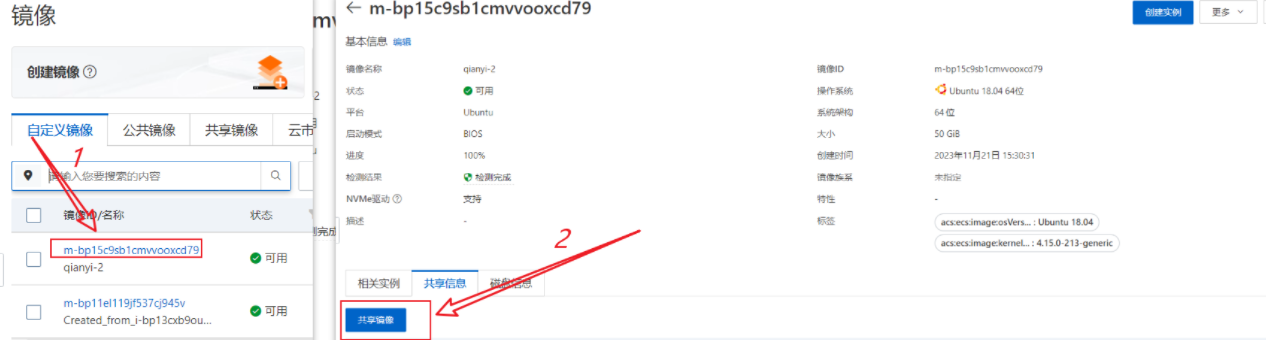 镜像
创建镜像
自定义镜像 公共镜像 共享镜像 云市
1
请输入您要搜索的内容
镜像ID/名称 状态
m-bp15c9sb1cmvvooxcd79 可用
qianyi-2
m-bp11el119jf537cj945v 可用
Created_from_i-bp13cxb9ou...
m-bp15c9sb1cmvvooxcd79
创建实例 更多
基本信息 编辑
镜像名称 qianyi-2 镜像ID m-bp15c9sb1cmvvooxcd79
状态 可用 操作系统 Ubuntu 18.04 64位
平台 Ubuntu 系统架构 64 位
启动模式 BIOS 大小 50 GiB
进度 100% 创建时间 2023年11月21日 15:30:31
检测结果 检测完成 镜像族系 未指定
NVMe驱动 支持 特性 -
描述 - 标签 acs:ecs:image:osVers... : Ubuntu 18.04
acs:ecs:image:kernel... : 4.15.0-213-generic
2
相关实例 共享信息 磁盘信息
共享镜像